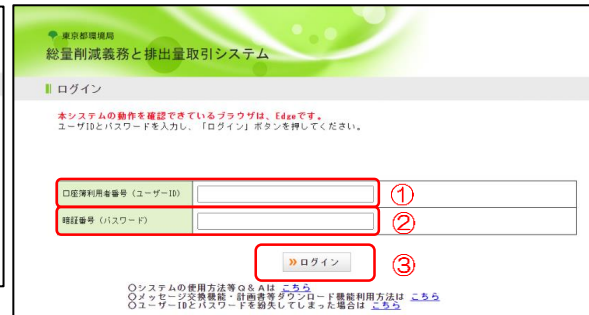 東京都環境局
総量削減義務と排出量取引システム
ログイン
本システムの動作を確認できているブラウザは、Edgeです。
ユーザIDとパスワードを入力し、「ログイン」ボタンを押してください。
口座簿利用者番号（ユーザーID）
①
暗証番号（パスワード）
②
»ログイン
③
○システムの使用方法等Q&Aは こちら
○メッセージ交換機能・計画書等ダウンロード機能利用方法は こちら
○ユーザーIDとパスワードを紛失してしまった場合は こちら